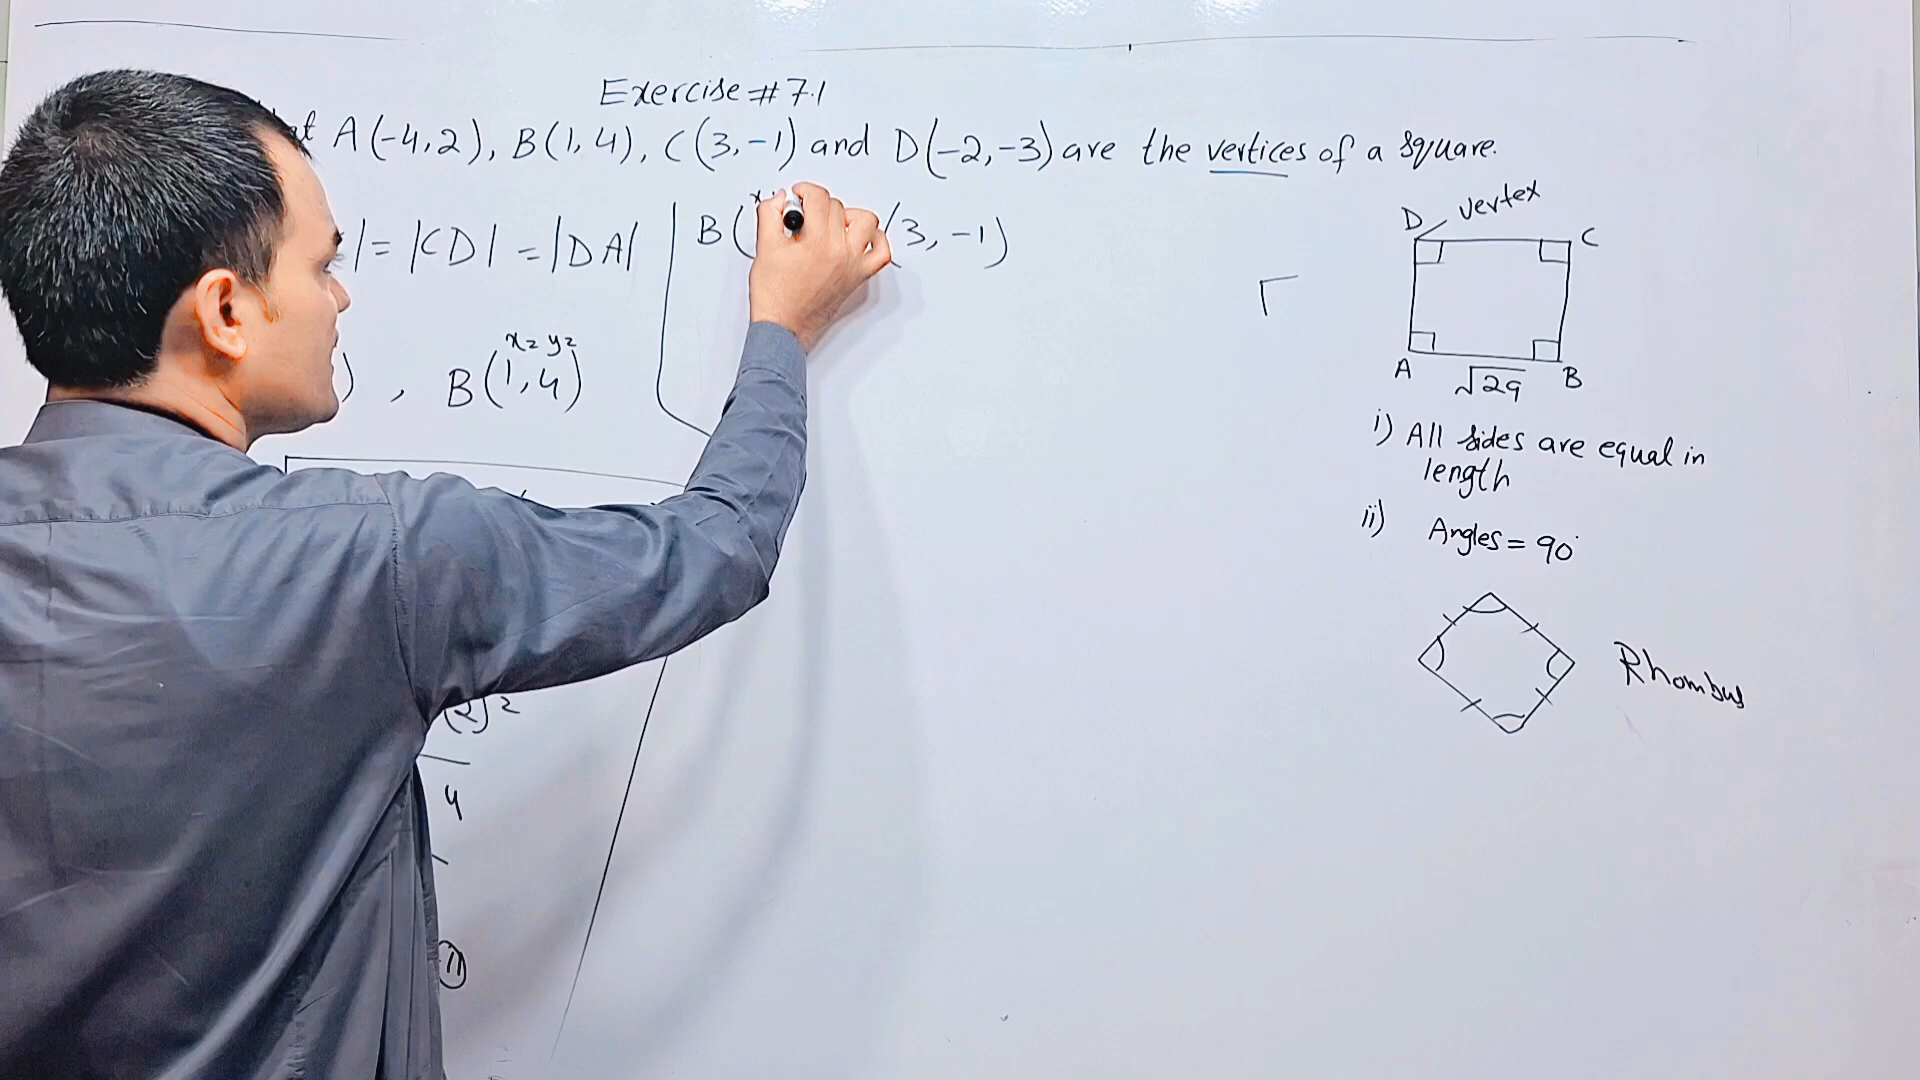 Exercise # 7.1
A(-4,2), B(1,4), C(3,-1) and D(-2,-3) are the vertices of a square.
|=|CD| = |DA|
B( (3, -1)
D vertex C
x2 y2
) , B(1,4)
A √29 B
i) All sides are equal in
length
ii) Angles = 90°
Rhombus
(2)²
4